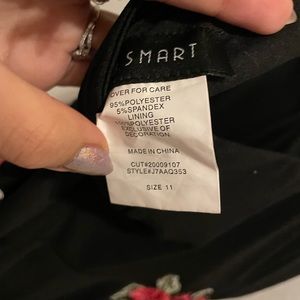 SMART
OVER FOR CARE
95%POLYESTER
5%SPANDEX
LINING
POLYESTER
EXCLUSIVE OF
DECORATION
MADE IN CHINA
CUT#20009107
STYLE#J7AAQ353
SIZE 11